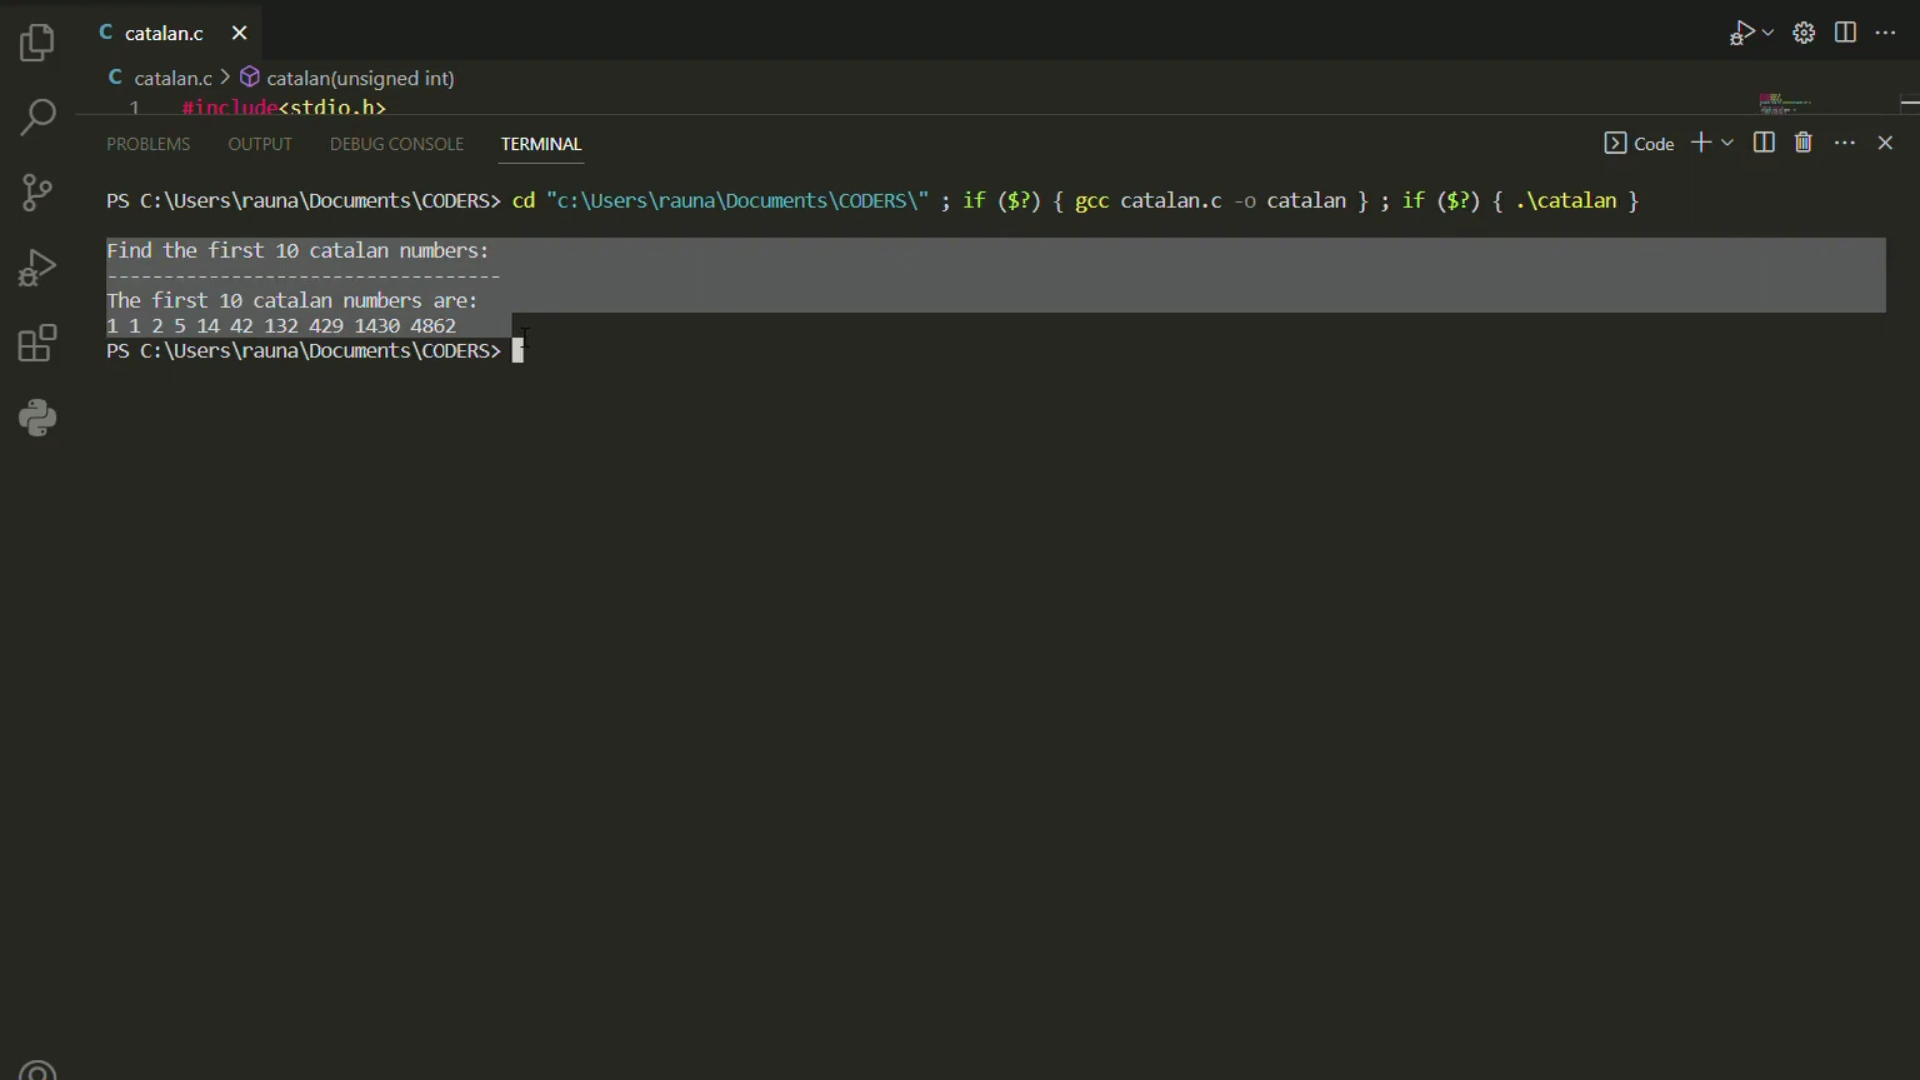 C catalan.c
C catalan.c > catalan(unsigned int)
1 #include<stdio.h>
PROBLEMS OUTPUT DEBUG CONSOLE TERMINAL Code
PS C:\Users\rauna\Documents\CODERS> cd "c:\Users\rauna\Documents\CODERS\" ; if ($?) { gcc catalan.c -o catalan } ; if ($?) { .\catalan }
Find the first 10 catalan numbers:
-----------------------------------
The first 10 catalan numbers are:
1 1 2 5 14 42 132 429 1430 4862
PS C:\Users\rauna\Documents\CODERS>